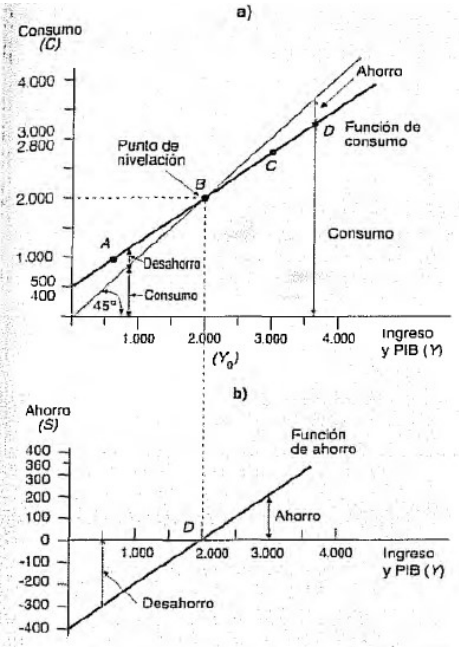 a)
Consumo
(C)
4.000
3.000
2.800
2.000
1.000
500
400
Ahorro
D
Función de
consumo
C
Punto de
nivelación
B
A
Desahorro
Consumo
Consumo
45°
1.000
2.000
3.000
4.000
(Y₀)
Ingreso
y PIB (Y)
b)
Ahorro
(S)
400
360
300
200
100
0
-100
-200
-300
-400
Función
de ahorro
D
Ahorro
Desahorro
1.000
2.000
3.000
4.000
Ingreso
y PIB (Y)